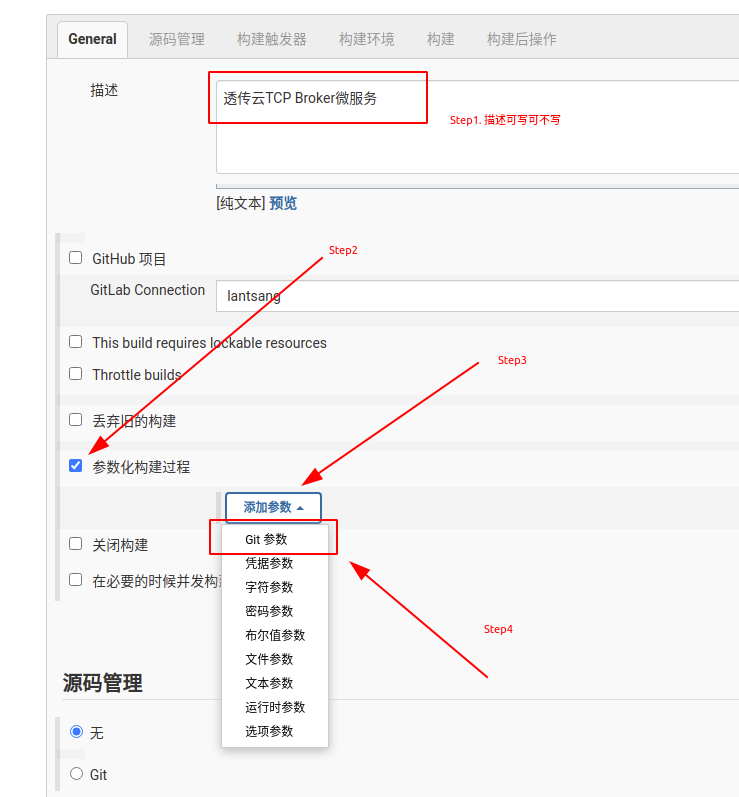 General 源码管理 构建触发器 构建环境 构建 构建后操作
描述
透传云TCP Broker微服务
Step1. 描述可写可不写
[纯文本] 预览
Step2
GitHub 项目
GitLab Connection
lantsang
This build requires lockable resources
Step3
Throttle builds
丢弃旧的构建
参数化构建过程
添加参数
Git 参数
关闭构建
凭据参数
在必要的时候并发构
字符参数
密码参数
Step4
布尔值参数
文件参数
文本参数
源码管理
运行时参数
选项参数
无
Git